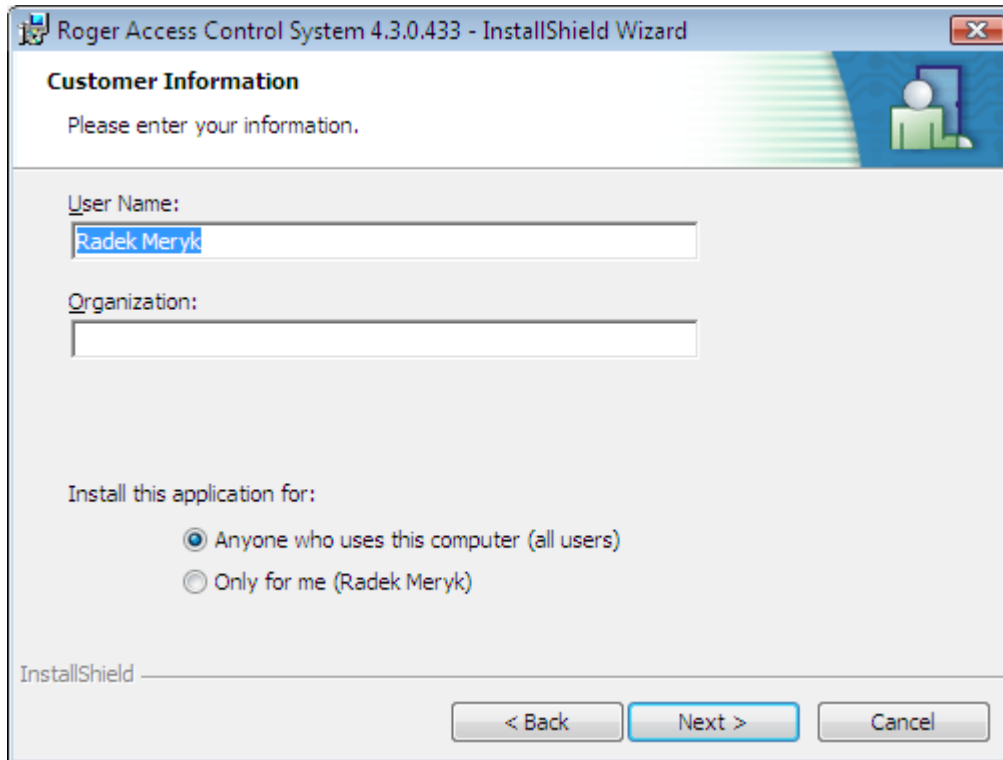 Roger Access Control System 4.3.0.433 - InstallShield Wizard
Customer Information
Please enter your information.
User Name:
Radek Meryk
Organization:
Install this application for:
Anyone who uses this computer (all users)
Only for me (Radek Meryk)
InstallShield
< Back Next > Cancel